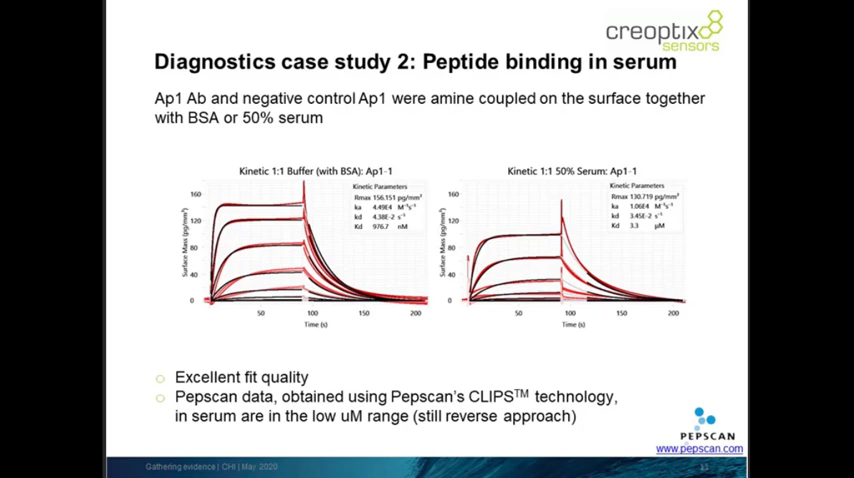 creoptix
sensors
Diagnostics case study 2: Peptide binding in serum
Ap1 Ab and negative control Ap1 were amine coupled on the surface together
with BSA or 50% serum
Kinetic 1:1 Buffer (with BSA): Ap1-1
Kinetic Parameters
Rmax 156.151 pg/mm²
ka 4.49E4 M⁻¹s⁻¹
kd 4.38E-2 s⁻¹
Kd 976.7 nM
160
120
80
40
0
Surface Mass (pg/mm²)
50 100 150 200
Time (s)
Kinetic 1:1 50% Serum: Ap1-1
Kinetic Parameters
Rmax 130.719 pg/mm²
ka 1.06E4 M⁻¹s⁻¹
kd 3.45E-2 s⁻¹
Kd 3.3 µM
160
120
80
40
0
Surface Mass (pg/mm²)
50 100 150 200
Time (s)
Excellent fit quality
Pepscan data, obtained using Pepscan's CLIPS™ technology,
in serum are in the low uM range (still reverse approach)
PEPSCAN
www.pepscan.com
Gathering evidence | CHI | May 2020